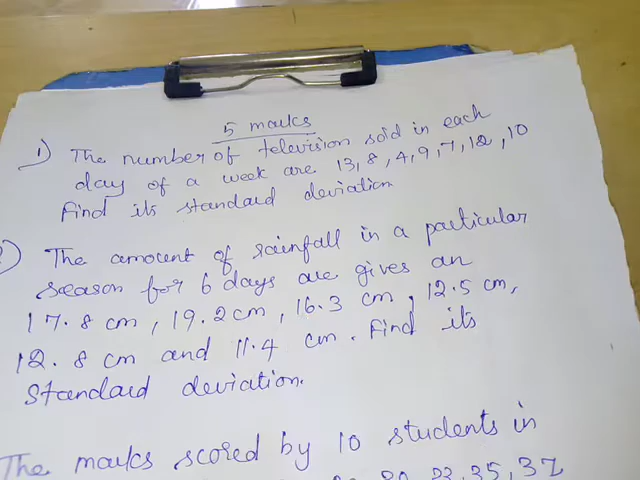 5 marks
1) The number of television sold in each
day of a week are 13, 8, 4, 9, 7, 12, 10
Find its standard deviation
2) The amount of rainfall in a particular
season for 6 days are given an
17.8 cm, 19.2 cm, 16.3 cm, 12.5 cm,
12.8 cm and 11.4 cm. Find its
standard deviation.
The marks scored by 10 students in
35, 37